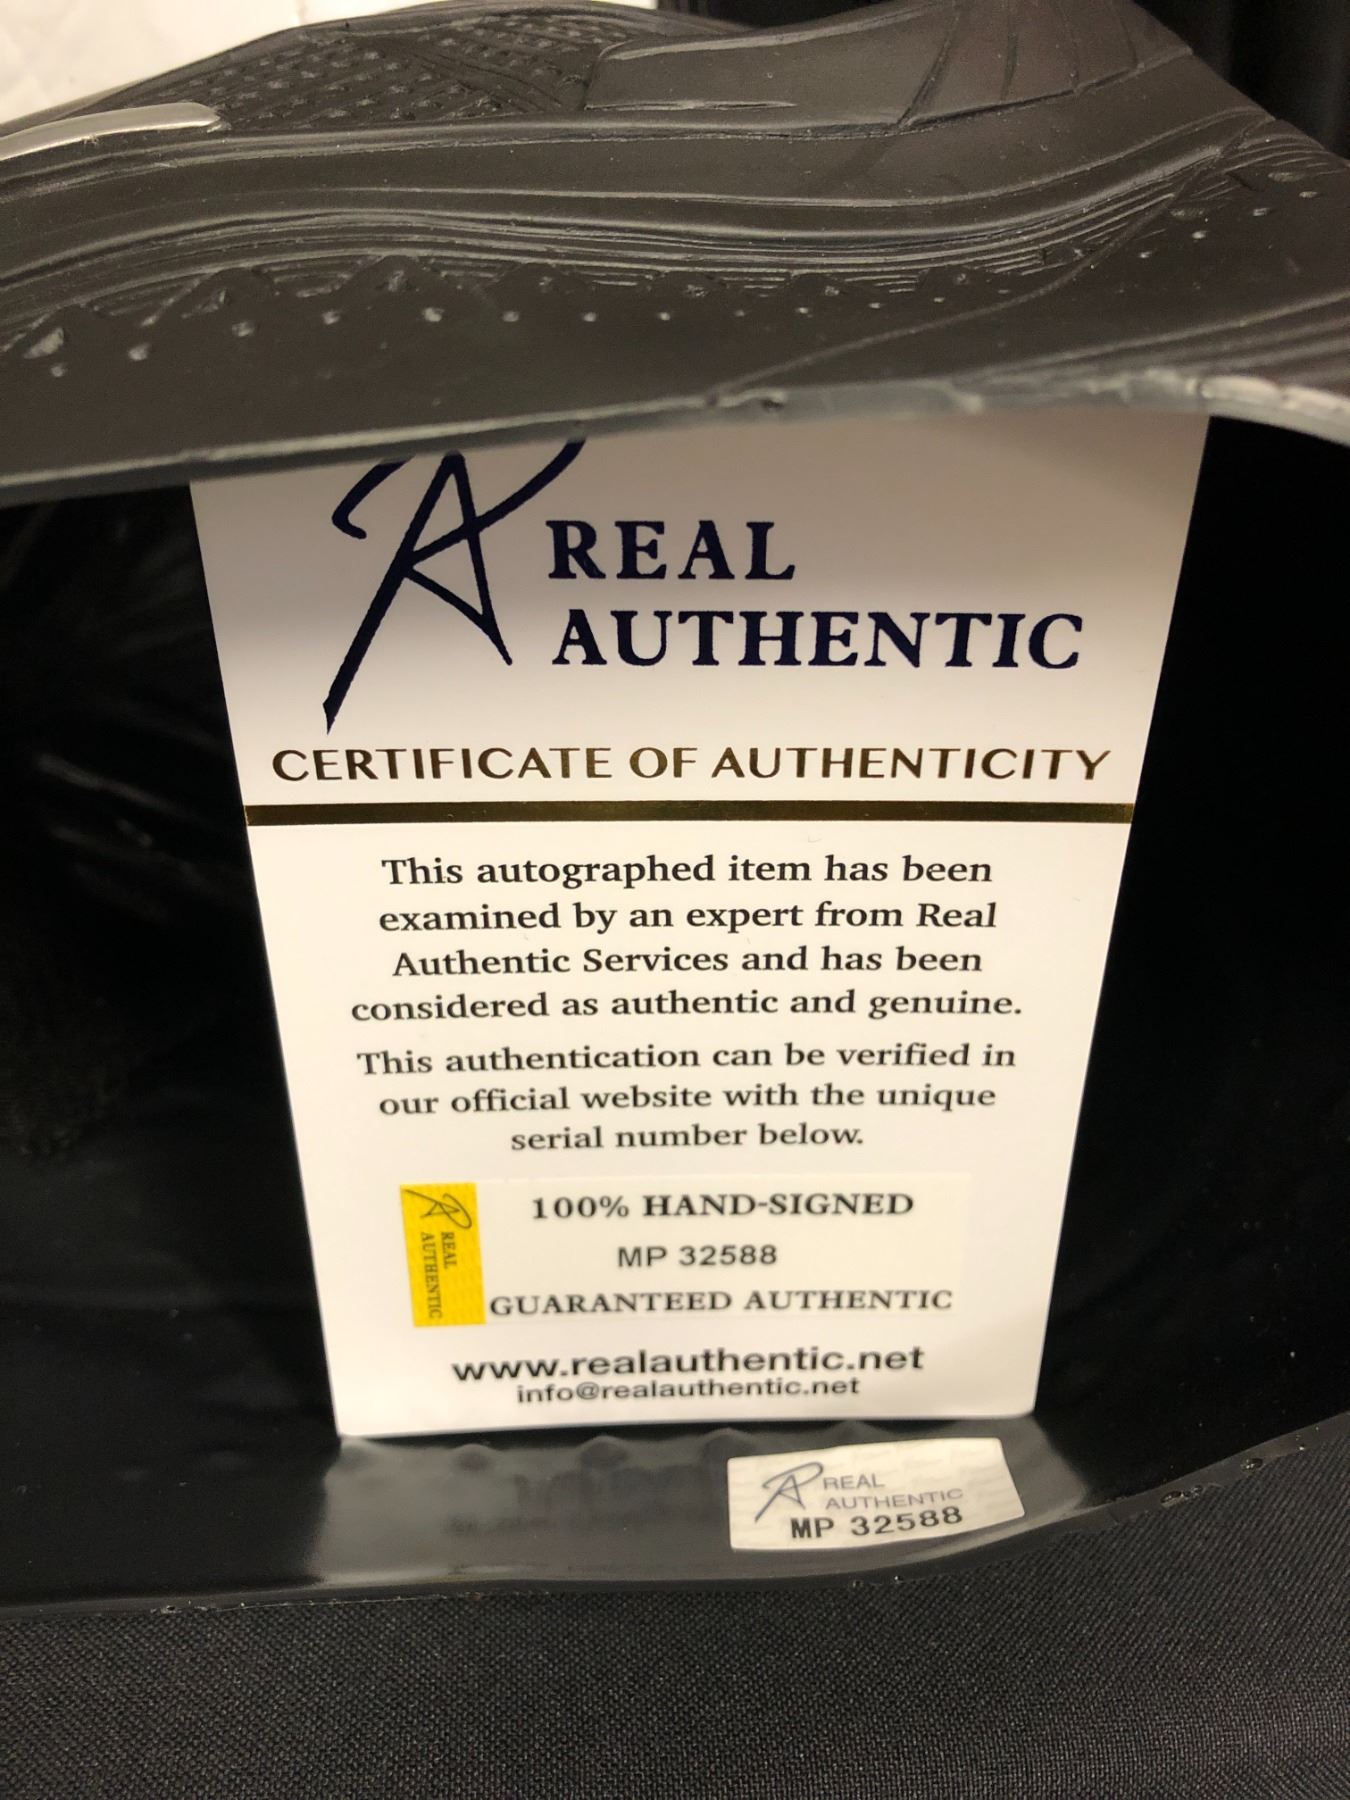 REAL
AUTHENTIC
CERTIFICATE OF AUTHENTICITY
This autographed item has been
examined by an expert from Real
Authentic Services and has been
considered as authentic and genuine.
This authentication can be verified in
our official website with the unique
serial number below.
REAL
AUTHENTIC
100% HAND-SIGNED
MP 32588
GUARANTEED AUTHENTIC
www.realauthentic.net
info@realauthentic.net
REAL
AUTHENTIC
MP 32588